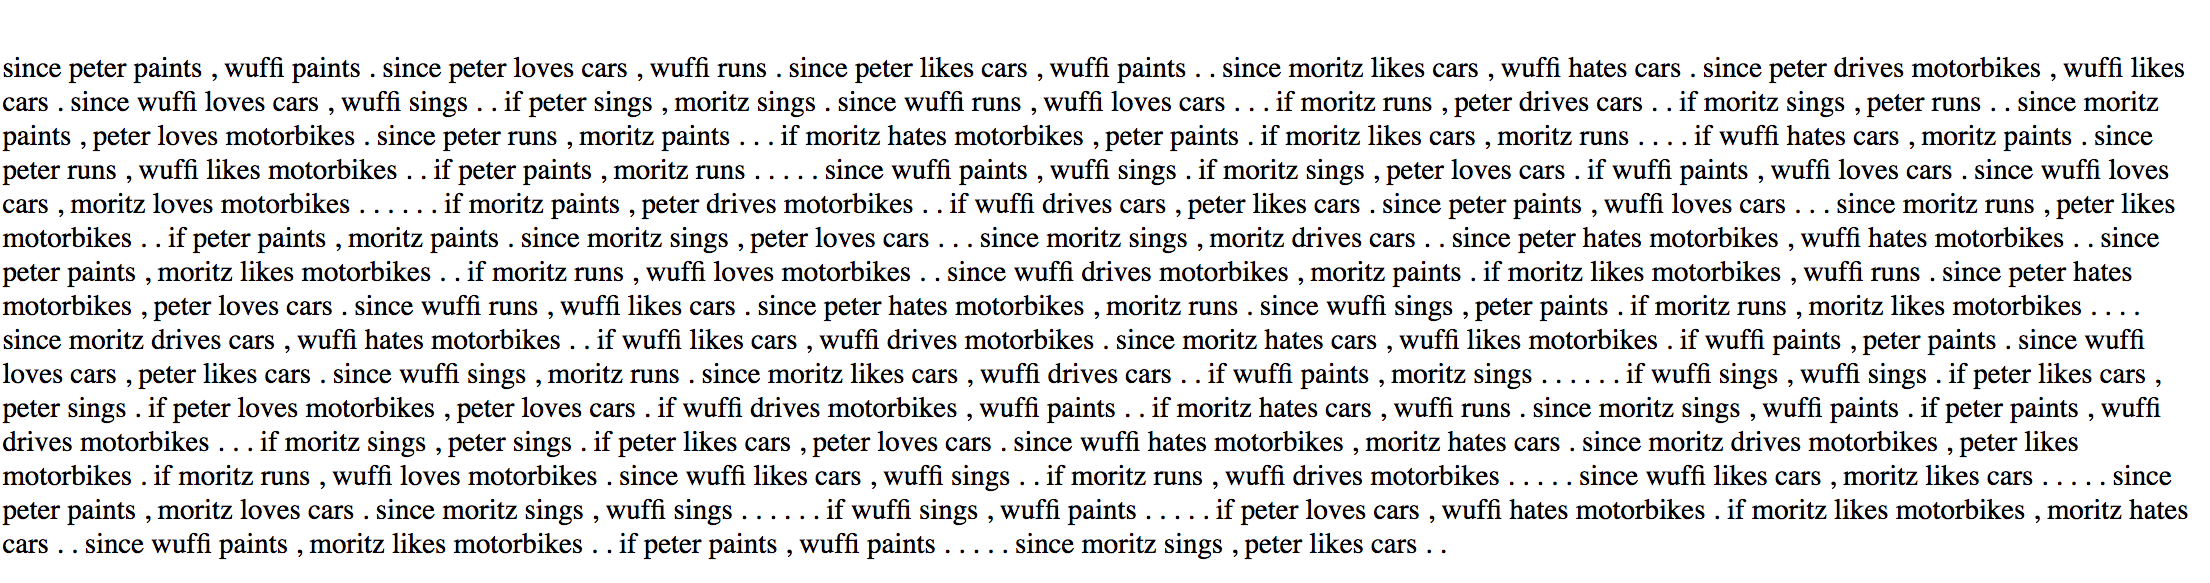 since peter paints , wuffi paints . since peter loves cars , wuffi runs . since peter likes cars , wuffi paints . . since moritz likes cars , wuffi hates cars . since peter drives motorbikes , wuffi likes
cars . since wuffi loves cars , wuffi sings . . if peter sings , moritz sings . since wuffi runs , wuffi loves cars . . . if moritz runs , peter drives cars . . if moritz sings , peter runs . . since moritz
paints , peter loves motorbikes . since peter runs , moritz paints . . . if moritz hates motorbikes , peter paints . if moritz likes cars , moritz runs . . . . if wuffi hates cars , moritz paints . since
peter runs , wuffi likes motorbikes . . if peter paints , moritz runs . . . . . since wuffi paints , wuffi sings . if moritz sings , peter loves cars . if wuffi paints , wuffi loves cars . since wuffi loves
cars , moritz loves motorbikes . . . . . . if moritz paints , peter drives motorbikes . . if wuffi drives cars , peter likes cars . since peter paints , wuffi loves cars . . . since moritz runs , peter likes
motorbikes . . if peter paints , moritz paints . since moritz sings , peter loves cars . . . since moritz sings , moritz drives cars . . since peter hates motorbikes , wuffi hates motorbikes . . since
peter paints , moritz likes motorbikes . . if moritz runs , wuffi loves motorbikes . . since wuffi drives motorbikes , moritz paints . if moritz likes motorbikes , wuffi runs . since peter hates
motorbikes , peter loves cars . since wuffi runs , wuffi likes cars . since peter hates motorbikes , moritz runs . since wuffi sings , peter paints . if moritz runs , moritz likes motorbikes . . . .
since moritz drives cars , wuffi hates motorbikes . . if wuffi likes cars , wuffi drives motorbikes . since moritz hates cars , wuffi likes motorbikes . if wuffi paints , peter paints . since wuffi
loves cars , peter likes cars . since wuffi sings , moritz runs . since moritz likes cars , wuffi drives cars . . if wuffi paints , moritz sings . . . . . . if wuffi sings , wuffi sings . if peter likes cars ,
peter sings . if peter loves motorbikes , peter loves cars . if wuffi drives motorbikes , wuffi paints . . if moritz hates cars , wuffi runs . since moritz sings , wuffi paints . if peter paints , wuffi
drives motorbikes . . . if moritz sings , peter sings . if peter likes cars , peter loves cars . since wuffi hates motorbikes , moritz hates cars . since moritz drives motorbikes , peter likes
motorbikes . if moritz runs , wuffi loves motorbikes . since wuffi likes cars , wuffi sings . . if moritz runs , wuffi drives motorbikes . . . . . since wuffi likes cars , moritz likes cars . . . . . since
peter paints , moritz loves cars . since moritz sings , wuffi sings . . . . . . if wuffi sings , wuffi paints . . . . . if peter loves cars , wuffi hates motorbikes . if moritz likes motorbikes , moritz hates
cars . . since wuffi paints , moritz likes motorbikes . . if peter paints , wuffi paints . . . . . since moritz sings , peter likes cars . .